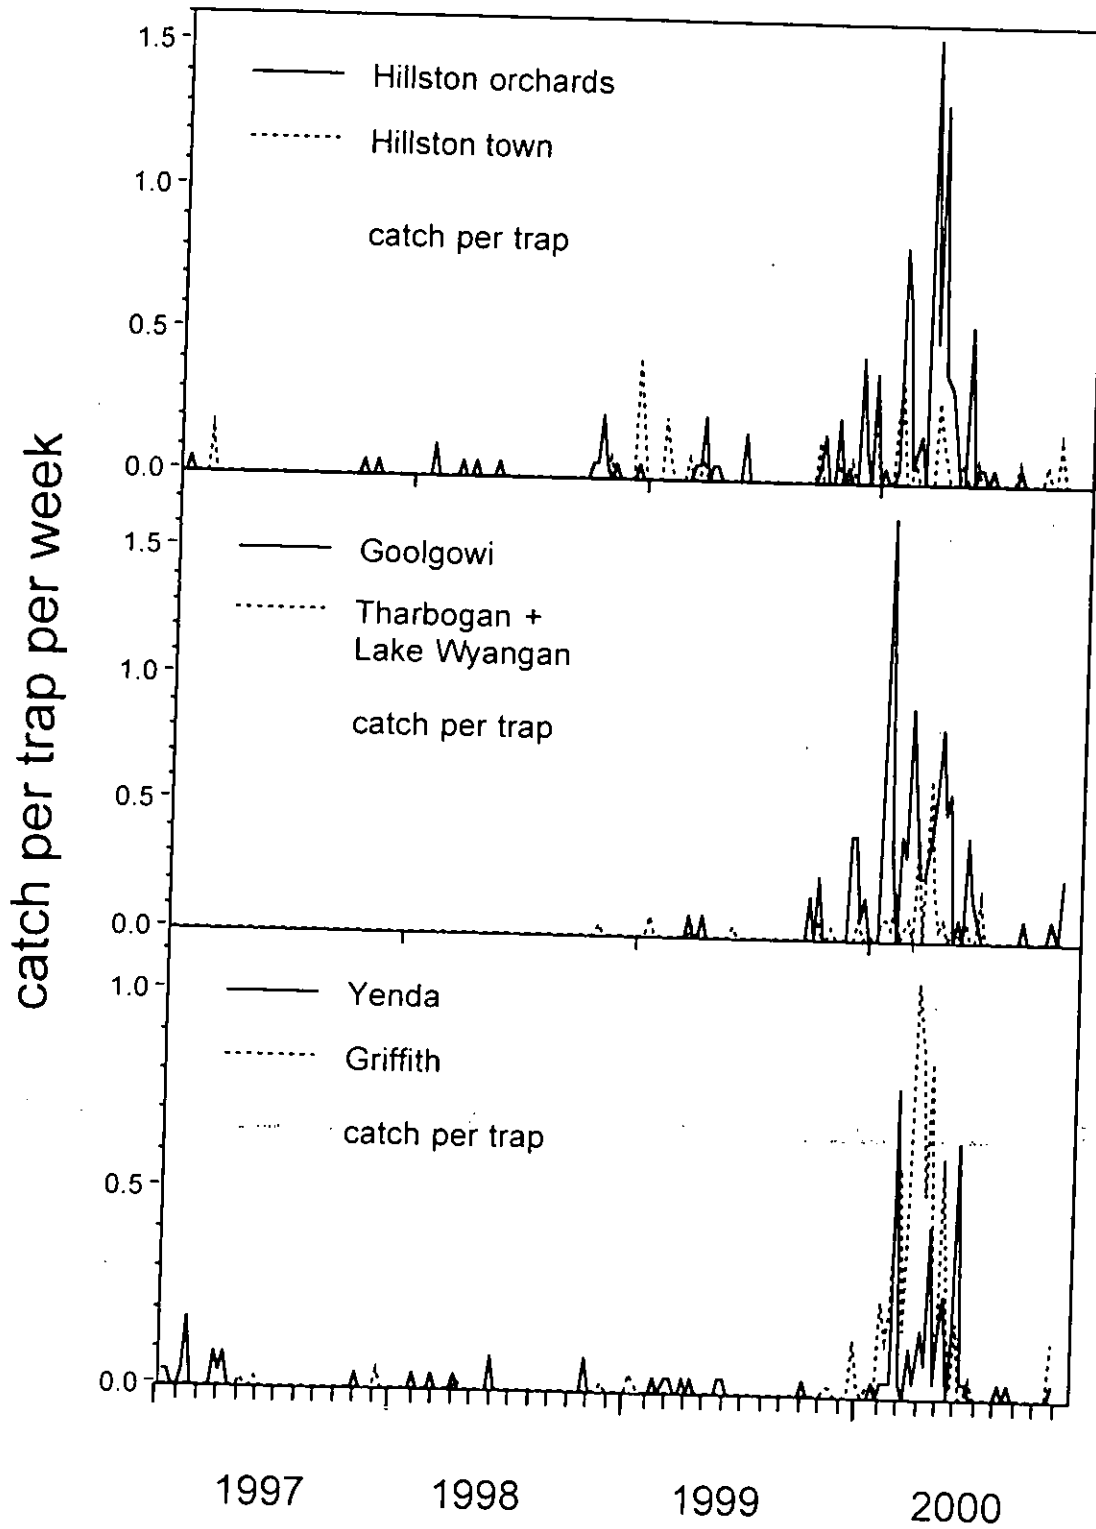 catch per trap per week
1.5
Hillston orchards
Hillston town
1.0
catch per trap
0.5
0.0
1.5
Goolgowi
Tharbogan +
Lake Wyangan
1.0
catch per trap
0.5
0.0
1.0
Yenda
Griffith
catch per trap
0.5
0.0
1997
1998
1999
2000